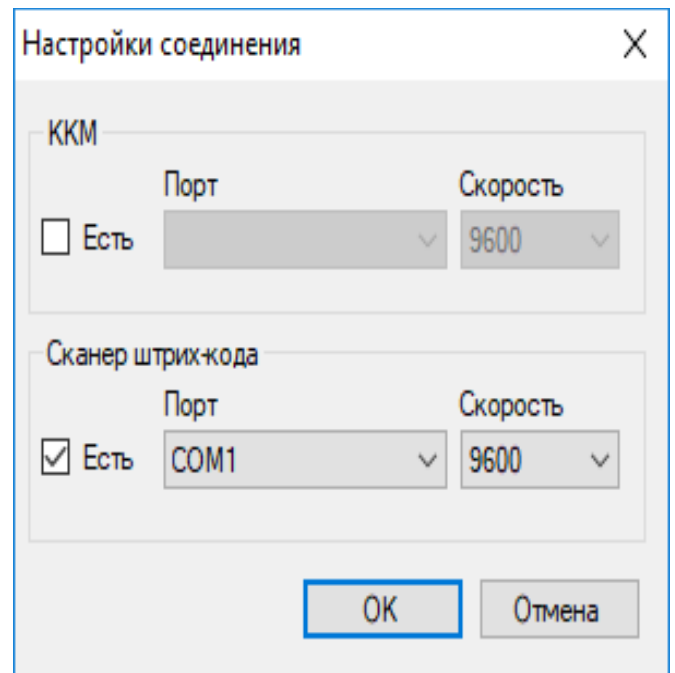 Настройки соединения
ККМ
Порт Скорость
Есть 9600
Сканер штрих-кода
Порт Скорость
Есть COM1 9600
OK Отмена